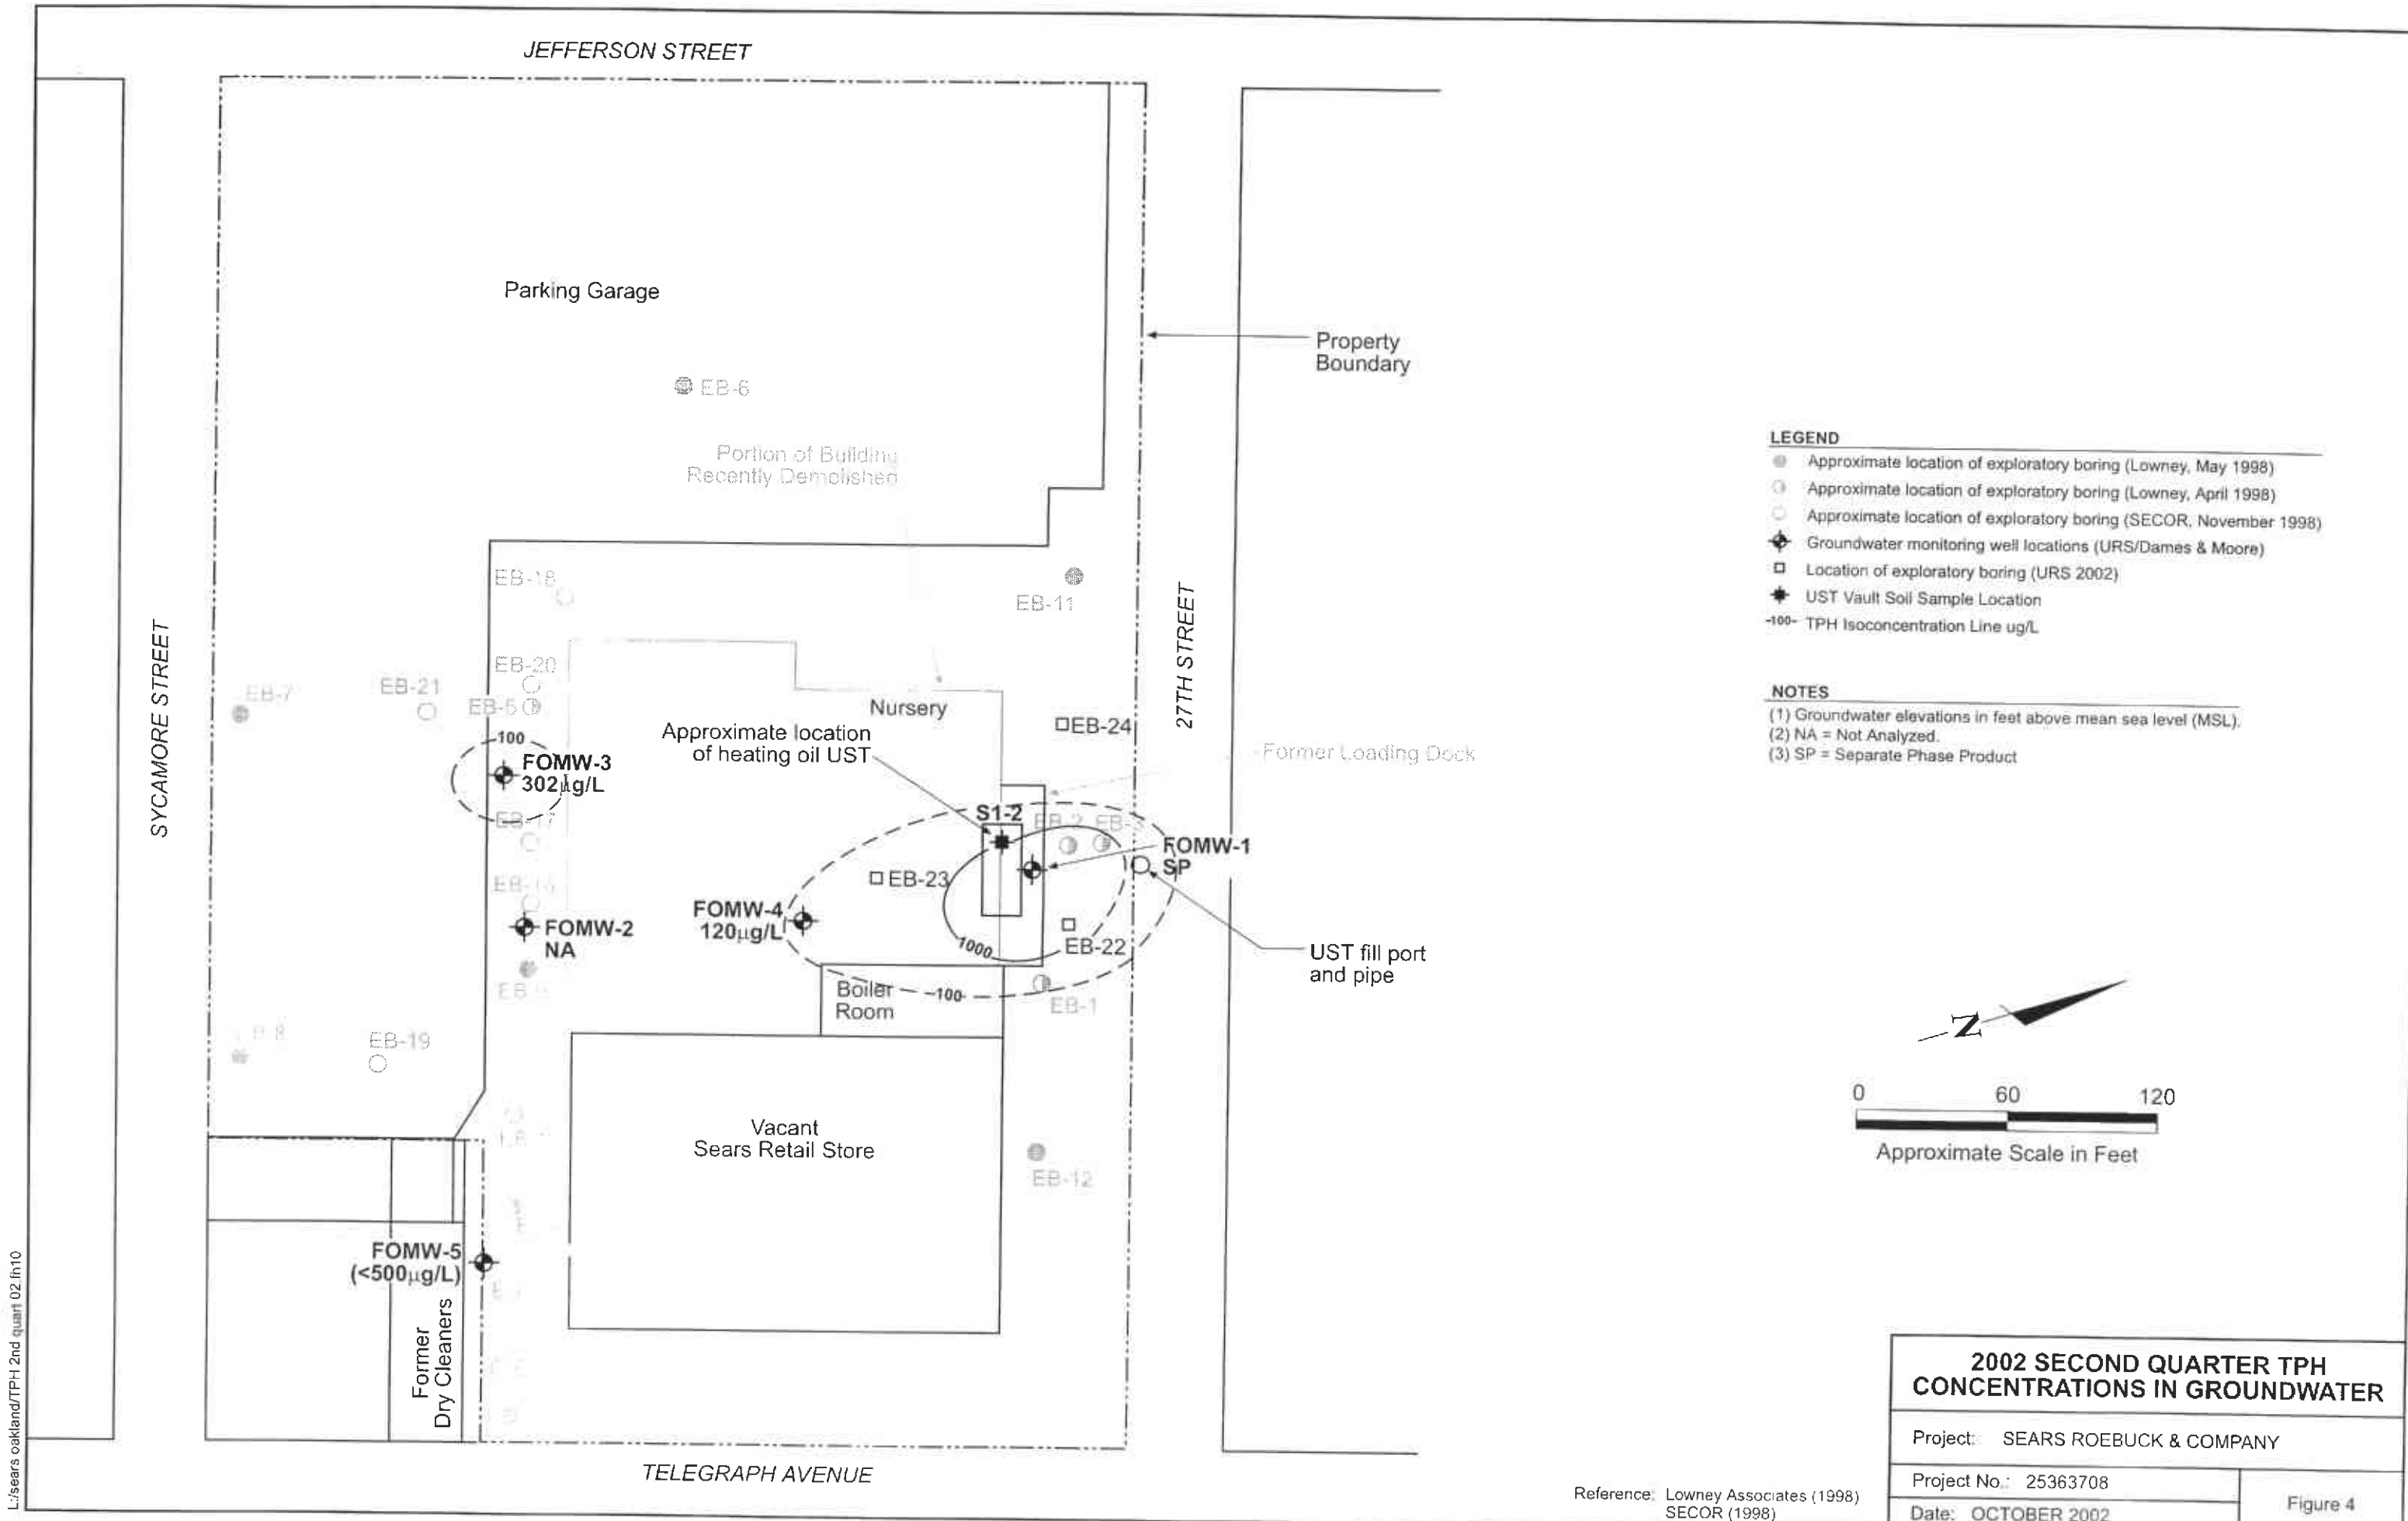 JEFFERSON STREET
Parking Garage
Property
Boundary
EB-6
Portion of Building
Recently Demolished
LEGEND
Approximate location of exploratory boring (Lowney, May 1998)
Approximate location of exploratory boring (Lowney, April 1998)
Approximate location of exploratory boring (SECOR, November 1998)
Groundwater monitoring well locations (URS/Dames & Moore)
Location of exploratory boring (URS 2002)
UST Vault Soil Sample Location
-100- TPH Isoconcentration Line ug/L
NOTES
(1) Groundwater elevations in feet above mean sea level (MSL).
(2) NA = Not Analyzed.
(3) SP = Separate Phase Product
EB-18
EB-11
SYCAMORE STREET
27TH STREET
EB-20
EB-7
EB-21
EB-5
Nursery
EB-24
Approximate location
of heating oil UST
Former Loading Dock
100
FOMW-3
302µg/L
S1-2
EB-2
EB-17
FOMW-1
SP
EB-23
EB-16
FOMW-4
120µg/L
FOMW-2
NA
1000
EB-22
UST fill port
and pipe
Boiler
Room
-100-
EB-1
EB-19
N
0 60 120
Approximate Scale in Feet
Vacant
Sears Retail Store
EB-12
FOMW-5
(<500µg/L)
Former
Dry Cleaners
TELEGRAPH AVENUE
L:/sears oakland/TPH 2nd quart 02.fh10
Reference: Lowney Associates (1998)
SECOR (1998)
2002 SECOND QUARTER TPH
CONCENTRATIONS IN GROUNDWATER
Project: SEARS ROEBUCK & COMPANY
Project No.: 25363708
Date: OCTOBER 2002
Figure 4